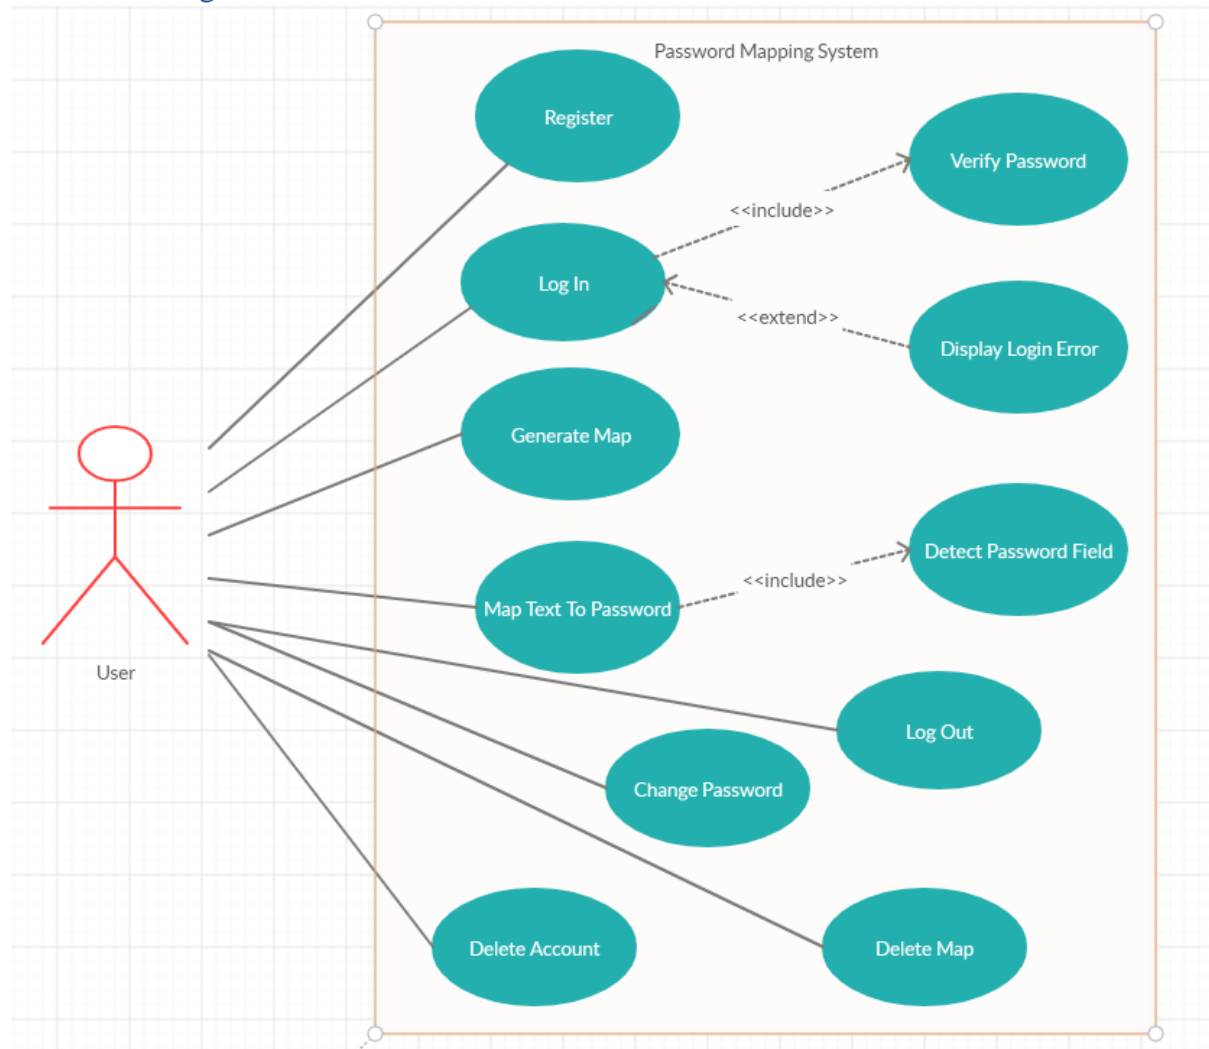 Password Mapping System
Register
Verify Password
<<include>>
Log In
<<extend>>
Display Login Error
Generate Map
Detect Password Field
<<include>>
Map Text To Password
User
Log Out
Change Password
Delete Account
Delete Map